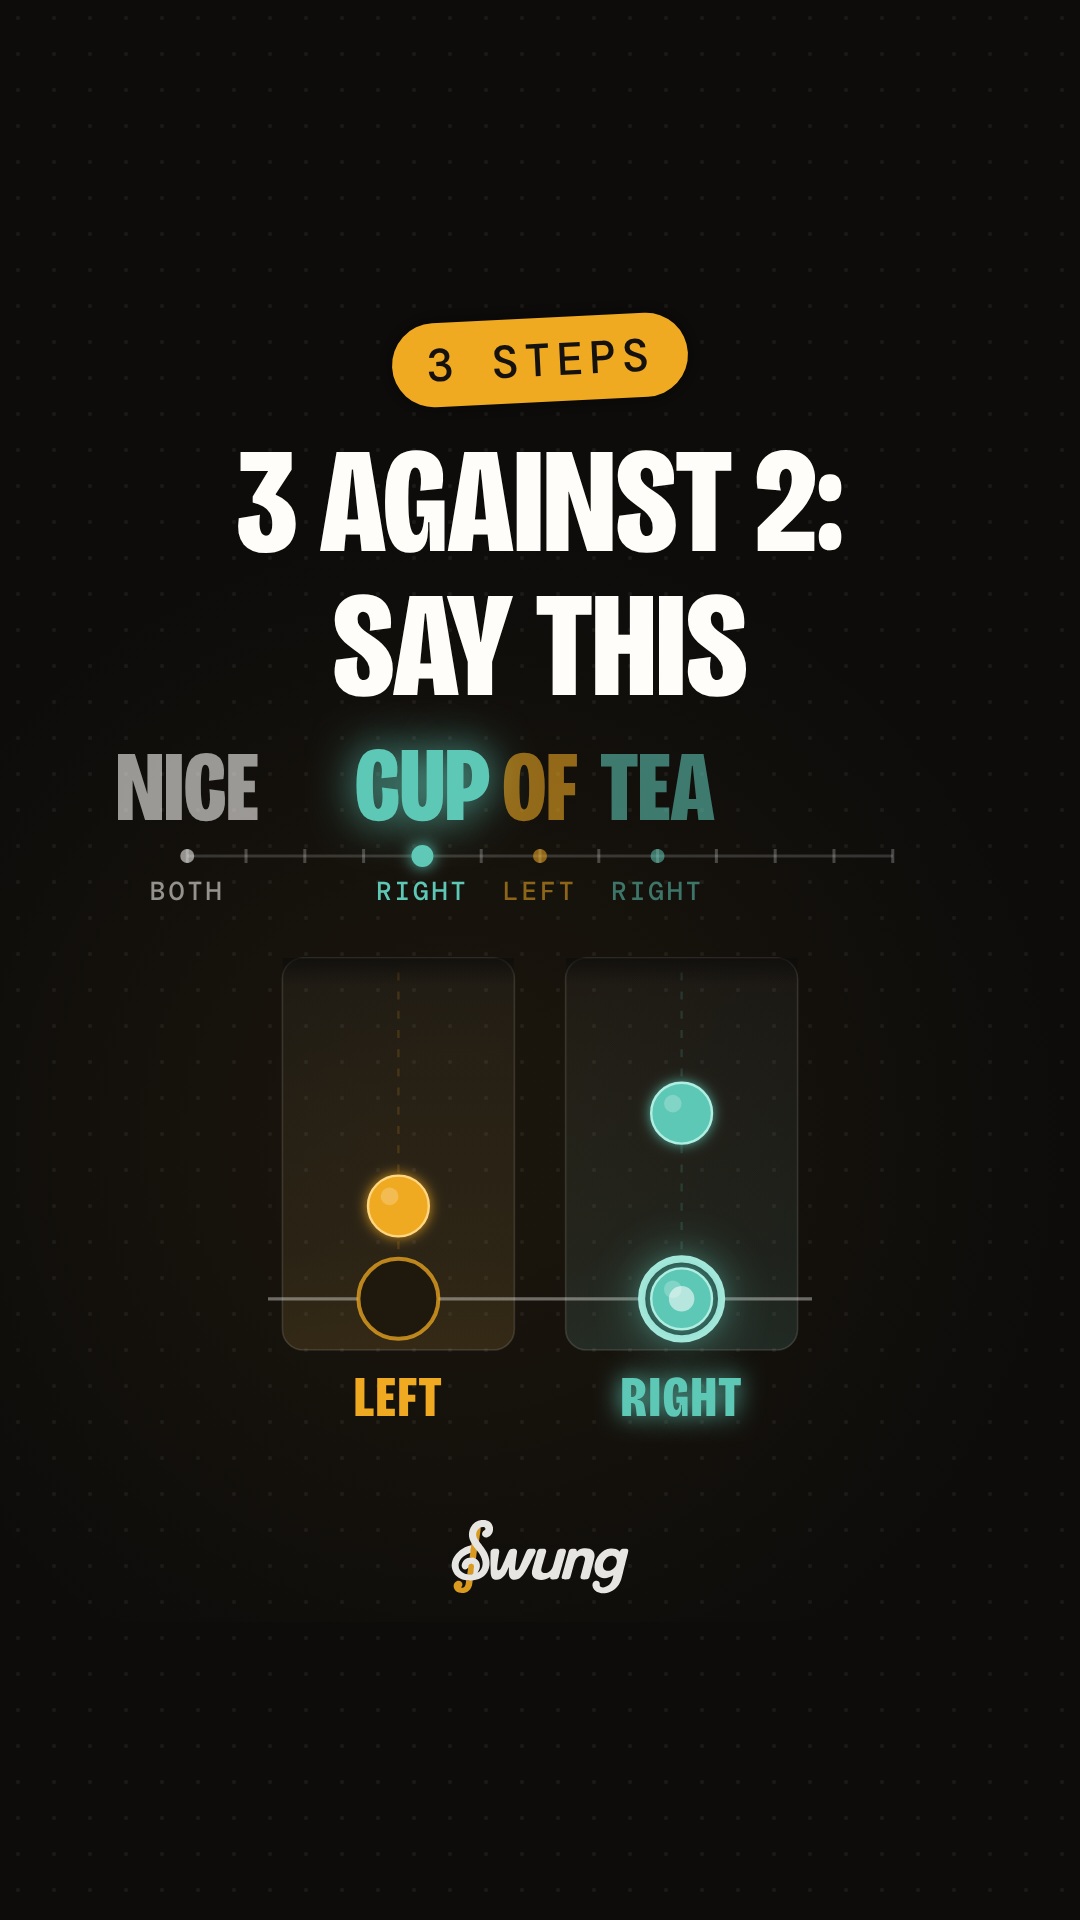 3 STEPS
3 AGAINST 2:
SAY THIS
NICE CUP OF TEA
BOTH RIGHT LEFT RIGHT
LEFT RIGHT
Swung